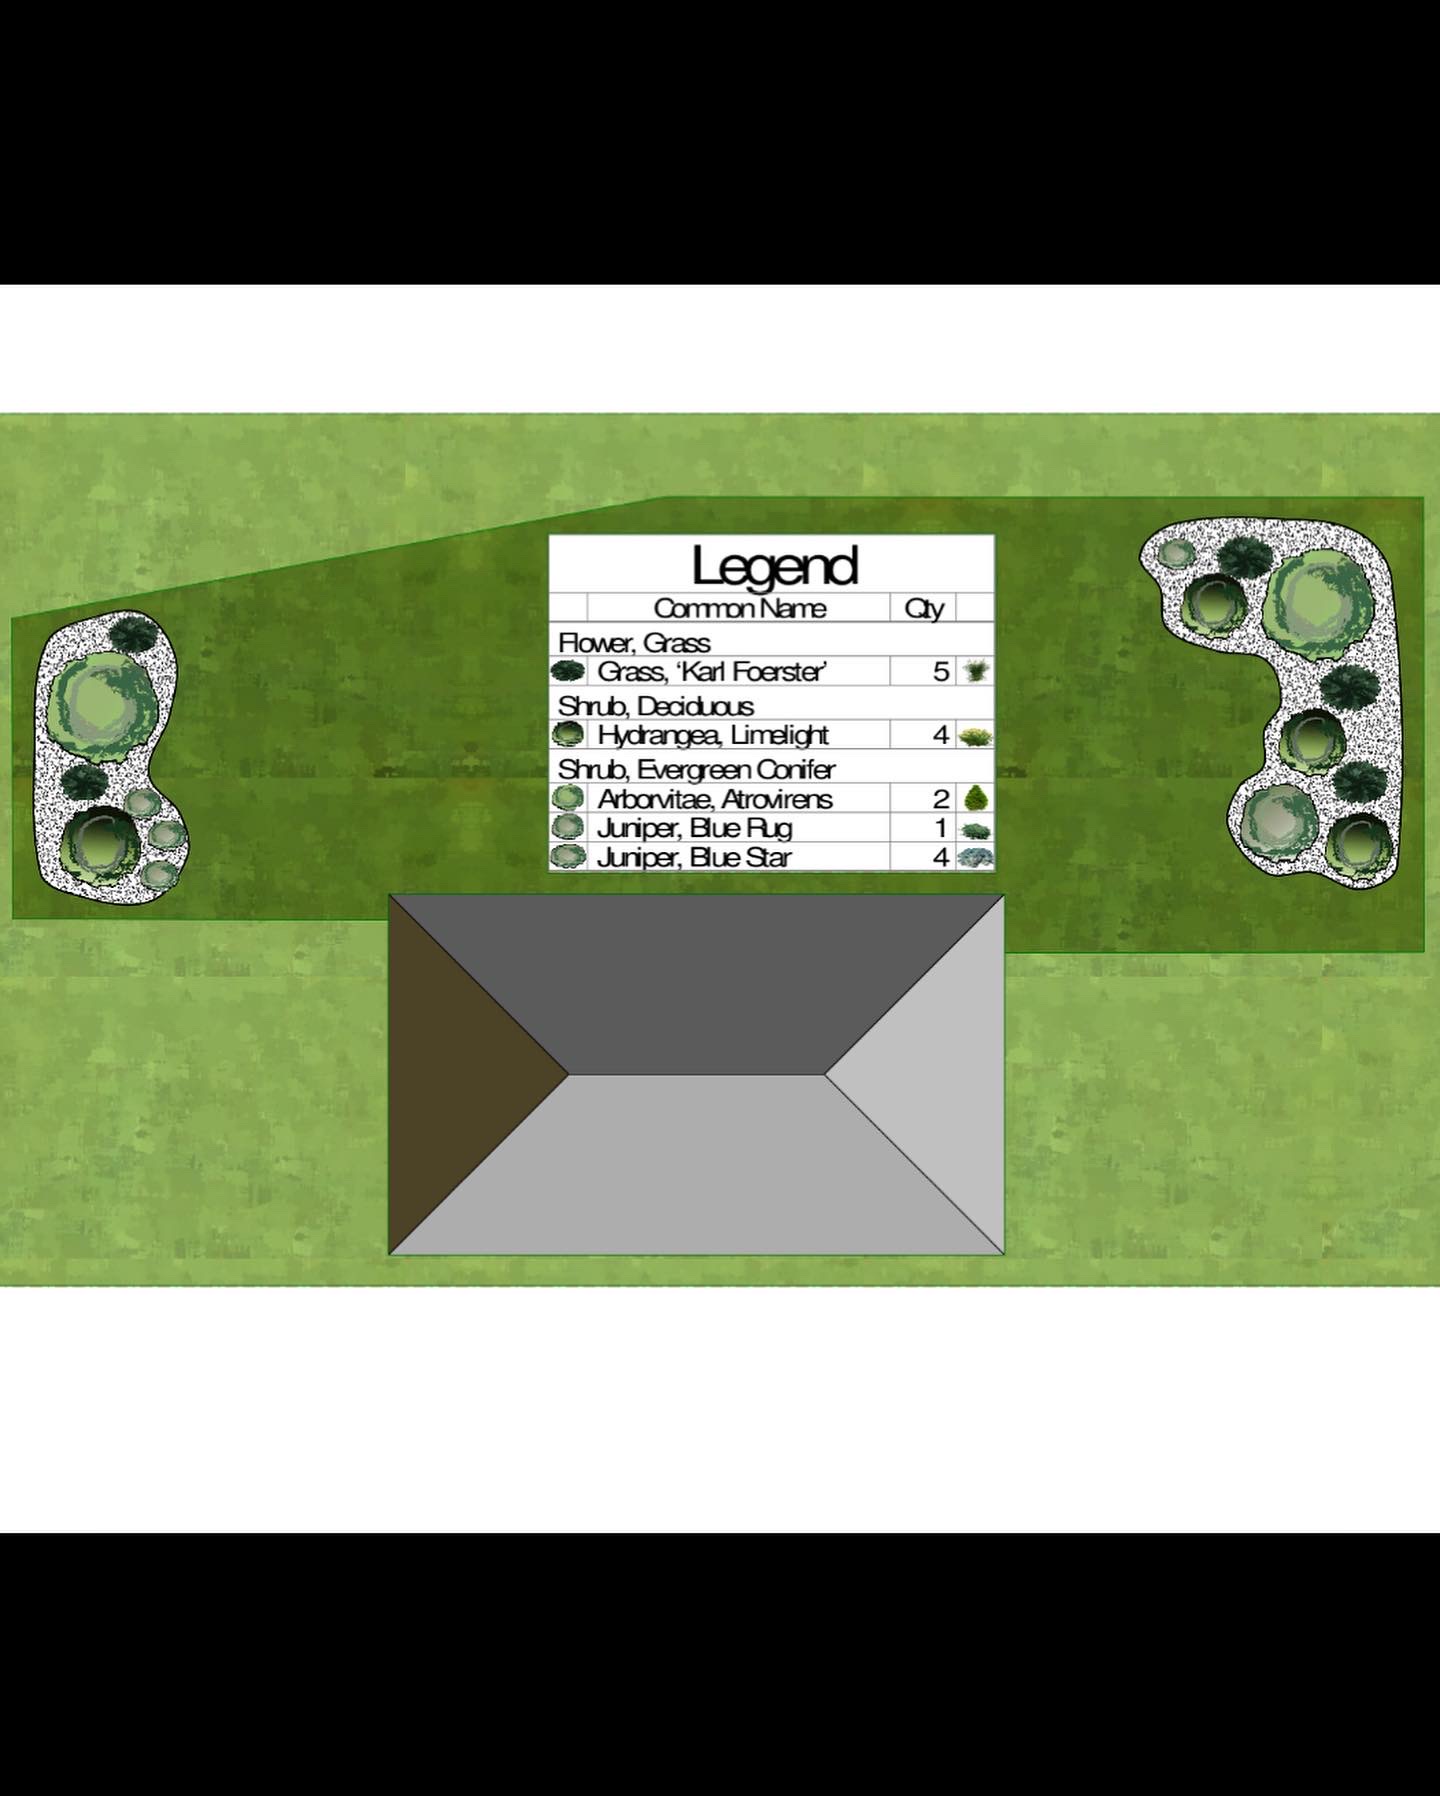 Legend
Common Name Qty
Flower, Grass
Grass, ‘Karl Foerster’ 5
Shrub, Deciduous
Hydrangea, Limelight 4
Shrub, Evergreen Conifer
Arborvitae, Atrovirens 2
Juniper, Blue Rug 1
Juniper, Blue Star 4